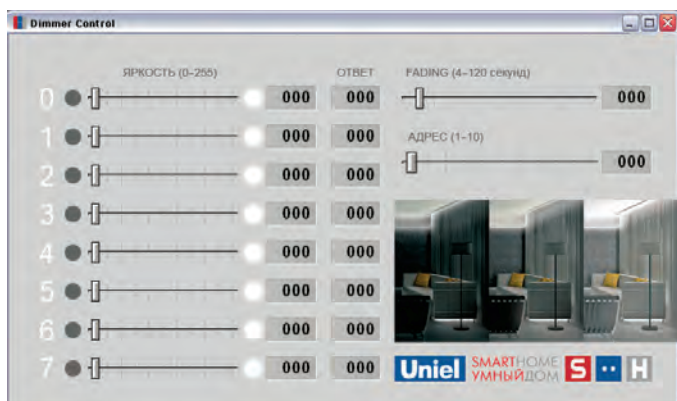 Dimmer Control
ЯРКОСТЬ (0-255) ОТВЕТ FADING (4-120 секунд)
0 000 000 000
1 000 000
АДРЕС (1-10)
000
2 000 000
3 000 000
4 000 000
5 000 000
6 000 000
7 000 000
Uniel SMARTHOME S •• H
УМНЫЙДОМ